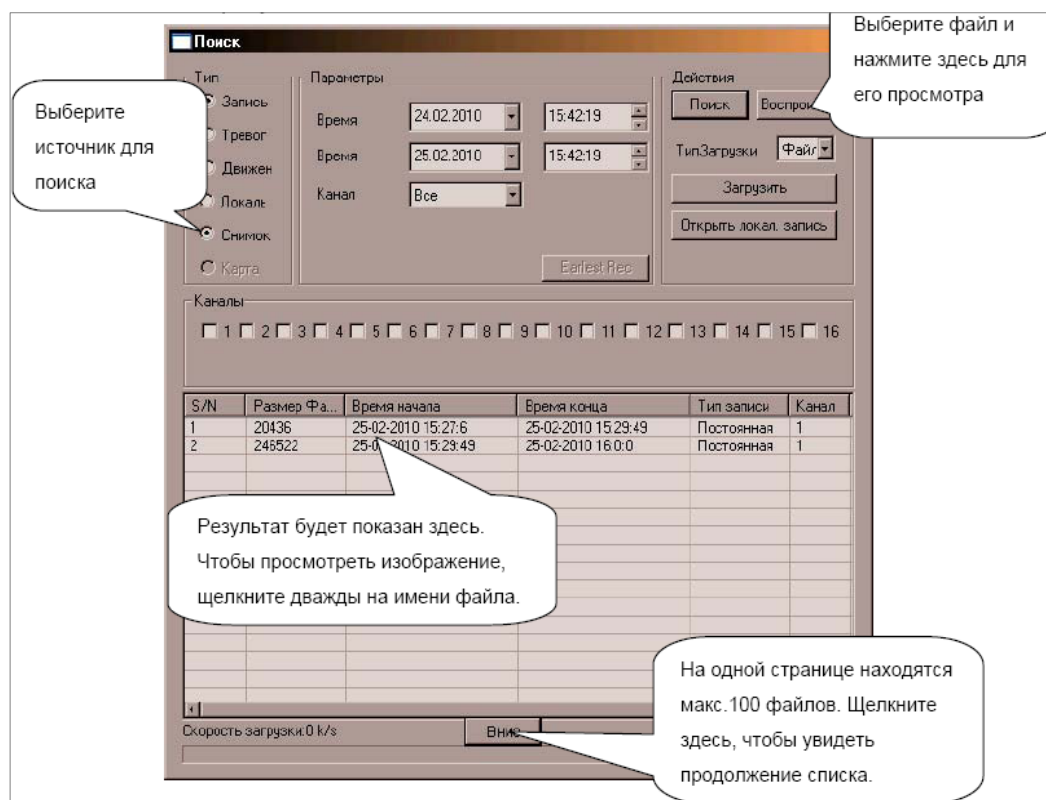 Поиск
Выберите файл и
нажмите здесь для
его просмотра
Тип
Запись
Тревог
Движен
Локаль
Снимок
Карта
Выберите
источник для
поиска
Параметры
Время 24.02.2010 15:42:19
Время 25.02.2010 15:42:19
Канал Все
Earlest Rec
Действия
Поиск
ТипЗагрузки Файл
Загрузить
Открыть локал. запись
Каналы
1 2 3 4 5 6 7 8 9 10 11 12 13 14 15 16
S/N Размер Фа... Время начала Время конца Тип записи Канал
1 20436 25-02-2010 15:27:6 25-02-2010 15:29:49 Постоянная 1
2 246522 25-02-2010 15:29:49 25-02-2010 16:0:0 Постоянная 1
Результат будет показан здесь.
Чтобы просмотреть изображение,
щелкните дважды на имени файла.
На одной странице находятся
макс.100 файлов. Щелкните
здесь, чтобы увидеть
продолжение списка.
Скорость загрузки:0 k/s
Вниз